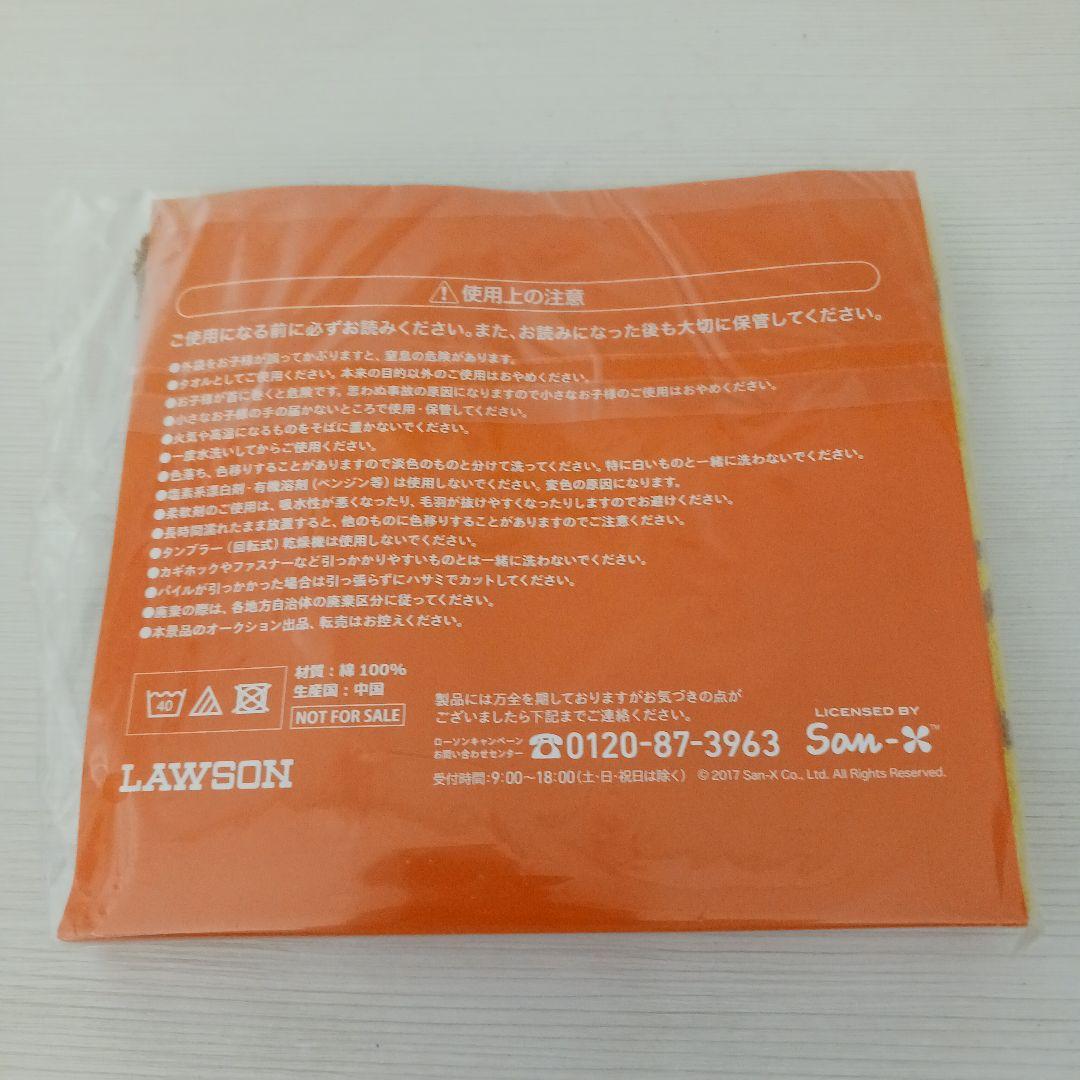 使用上の注意
ご使用になる前に必ずお読みください。また、お読みになった後も大切に保管してください。
●外袋をお子様が誤ってかぶりますと、窒息の危険があります。
●タオルとしてご使用ください。本来の目的以外のご使用はおやめください。
●お子様が首に巻くと危険です。思わぬ事故の原因になりますので小さなお子様のご使用はおやめください。
●小さなお子様の手の届かないところで使用・保管してください。
●火気や高温になるものをそばに置かないでください。
●一度水洗いしてからご使用ください。
●色落ち、色移りすることがありますので淡色のものと分けて洗ってください。特に白いものと一緒に洗わないでください。
●塩素系漂白剤・有機溶剤(ベンジン等)は使用しないでください。変色の原因になります。
●柔軟剤のご使用は、吸水性が悪くなったり、毛羽が抜けやすくなったりしますのでお避けください。
●長時間濡れたまま放置すると、他のものに色移りすることがありますのでご注意ください。
●タンブラー(回転式)乾燥機は使用しないでください。
●カギホックやファスナーなど引っかかりやすいものとは一緒に洗わないでください。
●パイルが引っかかった場合は引っ張らずにハサミでカットしてください。
●廃棄の際は、各地方自治体の廃棄区分に従ってください。
●本景品のオークション出品、転売はお控えください。
40
材質:綿100%
生産国:中国
NOT FOR SALE
LAWSON
製品には万全を期しておりますがお気づきの点が
ございましたら下記までご連絡ください。
ローソンキャンペーン
お問い合わせセンター
☎0120-87-3963
受付時間:9:00~18:00(土・日・祝日は除く)
LICENSED BY
San-X™
© 2017 San-X Co., Ltd. All Rights Reserved.